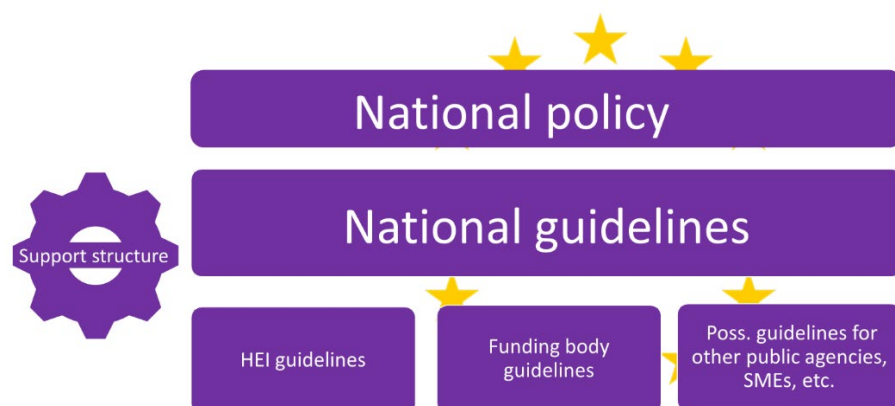 National policy
National guidelines
Support structure
HEI guidelines
Funding body
guidelines
Poss. guidelines for
other public agencies,
SMEs, etc.